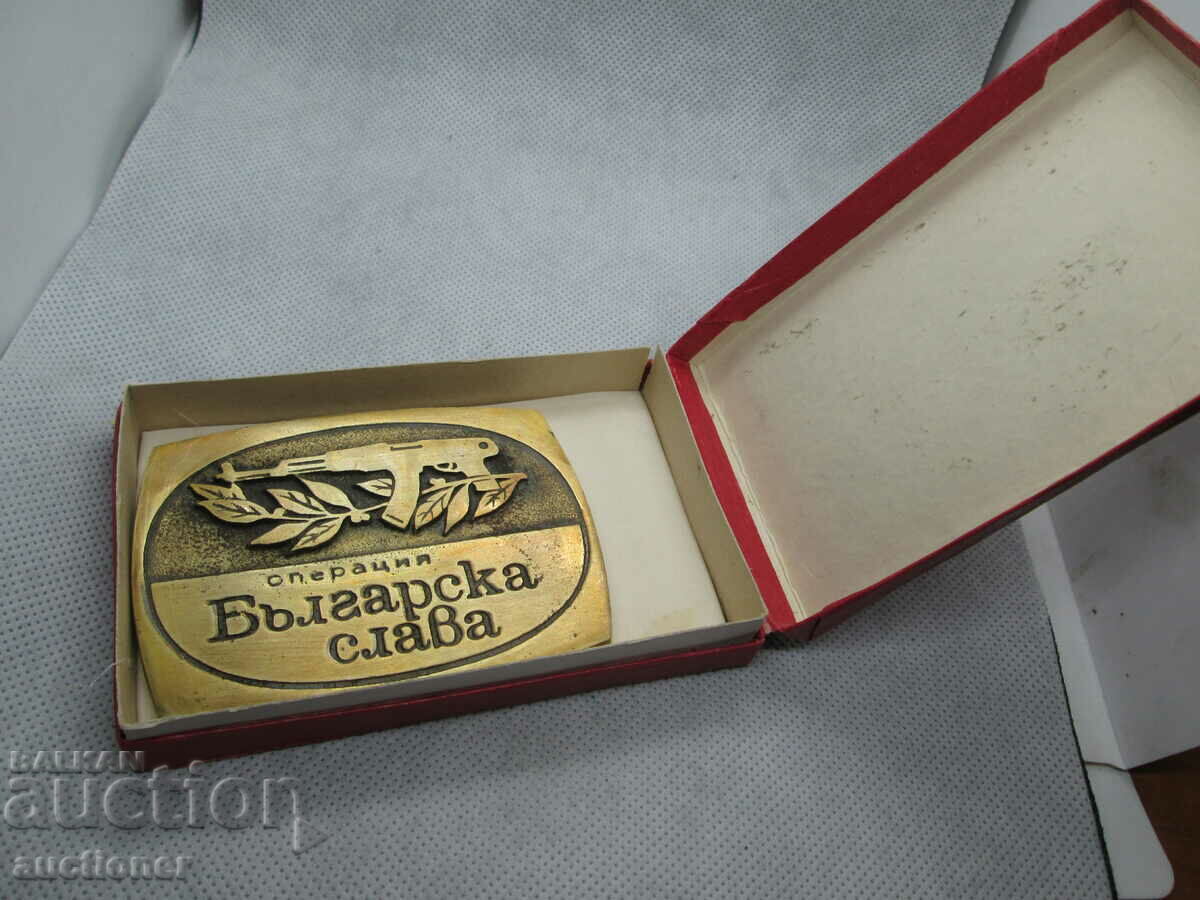 операция
Българска
слава
BALKAN
auction
auctioner